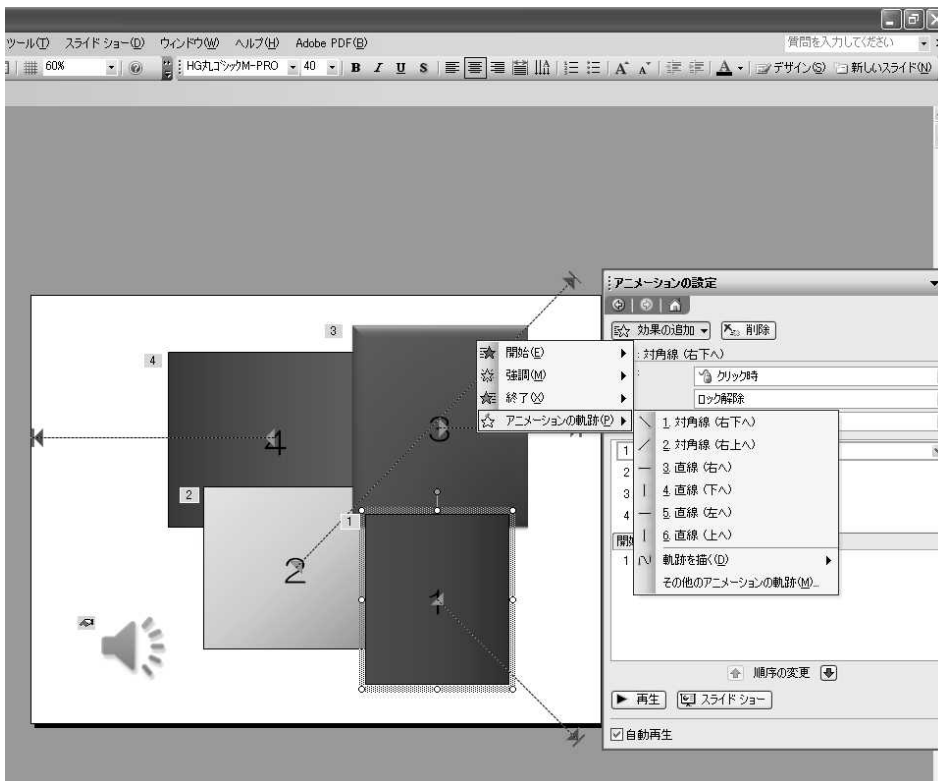 ツール(T) スライド ショー(D) ウィンドウ(W) ヘルプ(H) Adobe PDF(B) 質問を入力してください
60% HG丸ゴシックM-PRO 40 B I U S A A A デザイン(S) 新しいスライド(N)
アニメーションの設定
効果の追加 削除
: 対角線 (右下へ)
: クリック時
ロック解除
3
4
開始(E)
強調(M)
終了(X)
アニメーションの軌跡(P)
1. 対角線 (右下へ)
2. 対角線 (右上へ)
3. 直線 (右へ)
4. 直線 (下へ)
5. 直線 (左へ)
6. 直線 (上へ)
軌跡を描く(D)
その他のアニメーションの軌跡(M)...
1
2
3
4
開始
1
4
3
2
1
2
1
順序の変更
再生 スライド ショー
自動再生